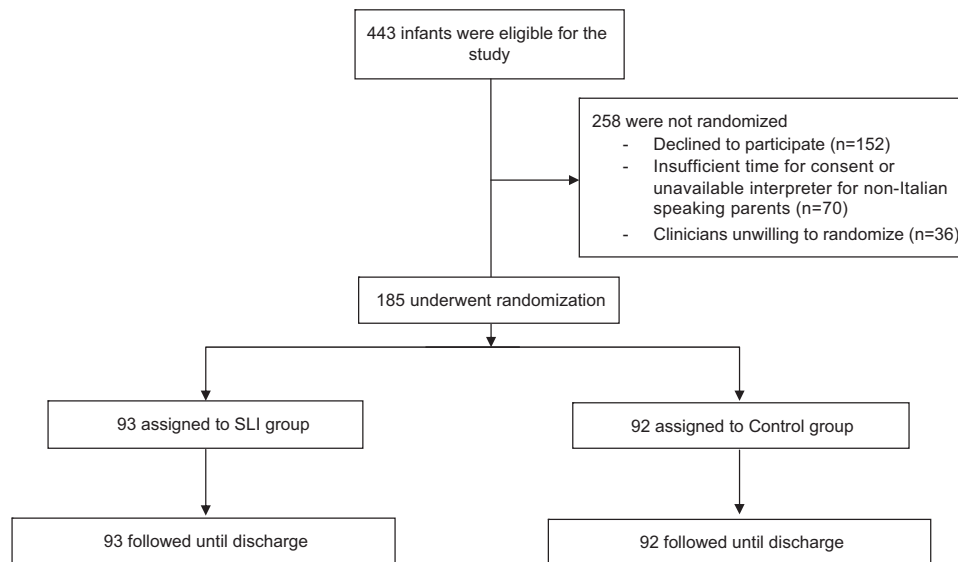 443 infants were eligible for the
study
258 were not randomized
- Declined to participate (n=152)
- Insufficient time for consent or
unavailable interpreter for non-Italian
speaking parents (n=70)
- Clinicians unwilling to randomize (n=36)
185 underwent randomization
93 assigned to SLI group
92 assigned to Control group
93 followed until discharge
92 followed until discharge